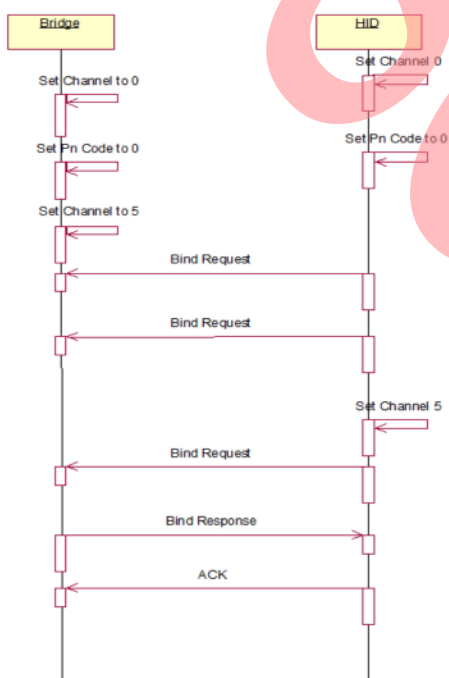 Bridge
HID
Set Channel 0
Set Channel to 0
Set Pn Code to 0
Set Pn Code to 0
Set Channel to 5
Bind Request
Bind Request
Set Channel 5
Bind Request
Bind Response
ACK